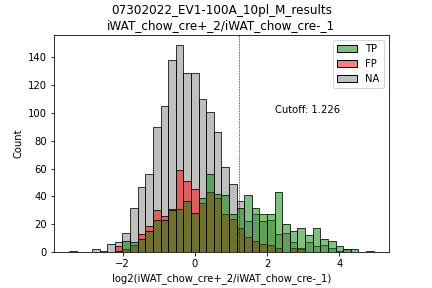 07302022_EV1-100A_10pl_M_results
iWAT_chow_cre+_2/iWAT_chow_cre-_1
TP
FP
NA
Cutoff: 1.226
Count
140
120
100
80
60
40
20
0
−2
0
2
4
log2(iWAT_chow_cre+_2/iWAT_chow_cre-_1)